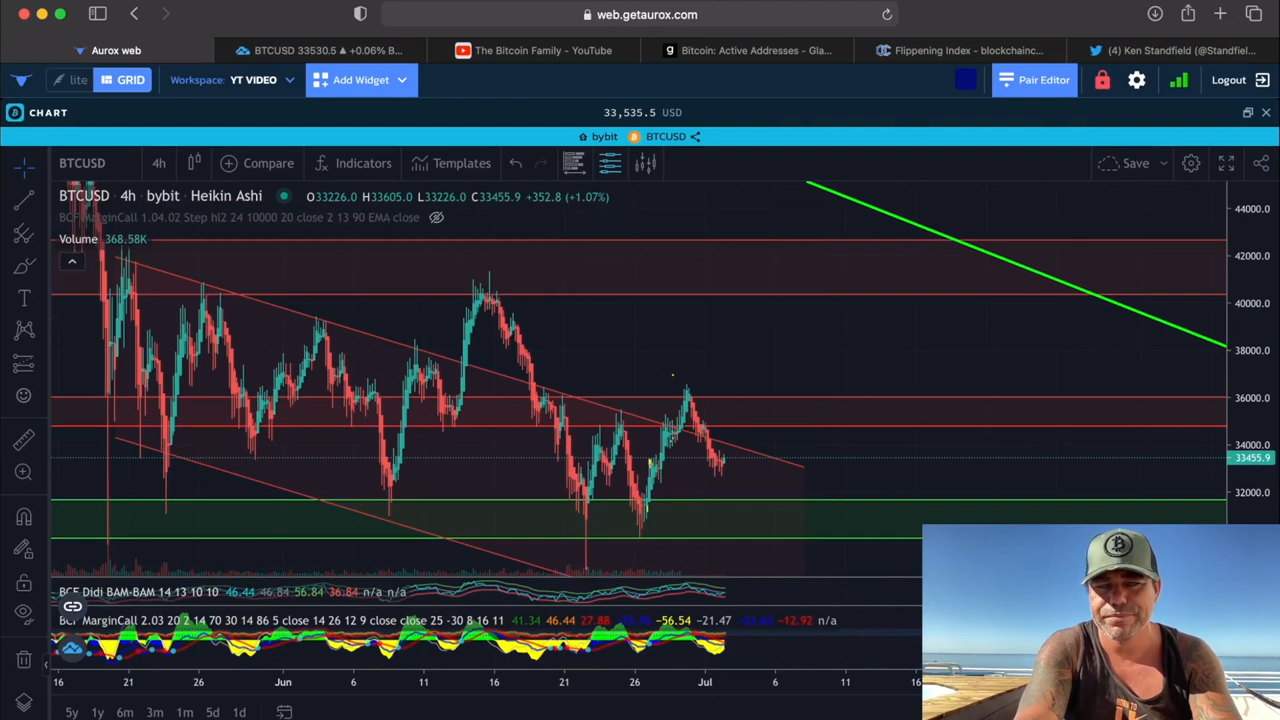 web.getaurox.com
Aurox web
BTCUSD 33530.5 ▲ +0.06% B...
The Bitcoin Family - YouTube
Bitcoin: Active Addresses - Gla...
Flippening Index - blockchainc...
(4) Ken Standfield (@Standfiel...
lite GRID Workspace: YT VIDEO Add Widget Pair Editor Logout
CHART 33,535.5 USD
bybit BTCUSD
BTCUSD 4h Compare Indicators Templates Save
BTCUSD · 4h · bybit · Heikin Ashi O33226.0 H33605.0 L33226.0 C33455.9 +352.8 (+1.07%)
BCF MarginCall 1.04.02 Step hl2 24 10000 20 close 2 13 90 EMA close
Volume 368.58K
44000.0
42000.0
40000.0
38000.0
36000.0
34000.0
33455.9
32000.0
BCF Didi BAM-BAM 14 13 10 10 46.44 46.84 56.84 36.84 n/a n/a
BCF MarginCall 2.03 20 2 14 70 30 14 86 5 close 14 26 12 9 close close 25 -30 8 16 11 41.34 46.44 27.88 -56.54 −21.47 −12.92 n/a
16 21 26 Jun 6 11 16 21 26 Jul 6 11 16
5y 1y 6m 3m 1m 5d 1d